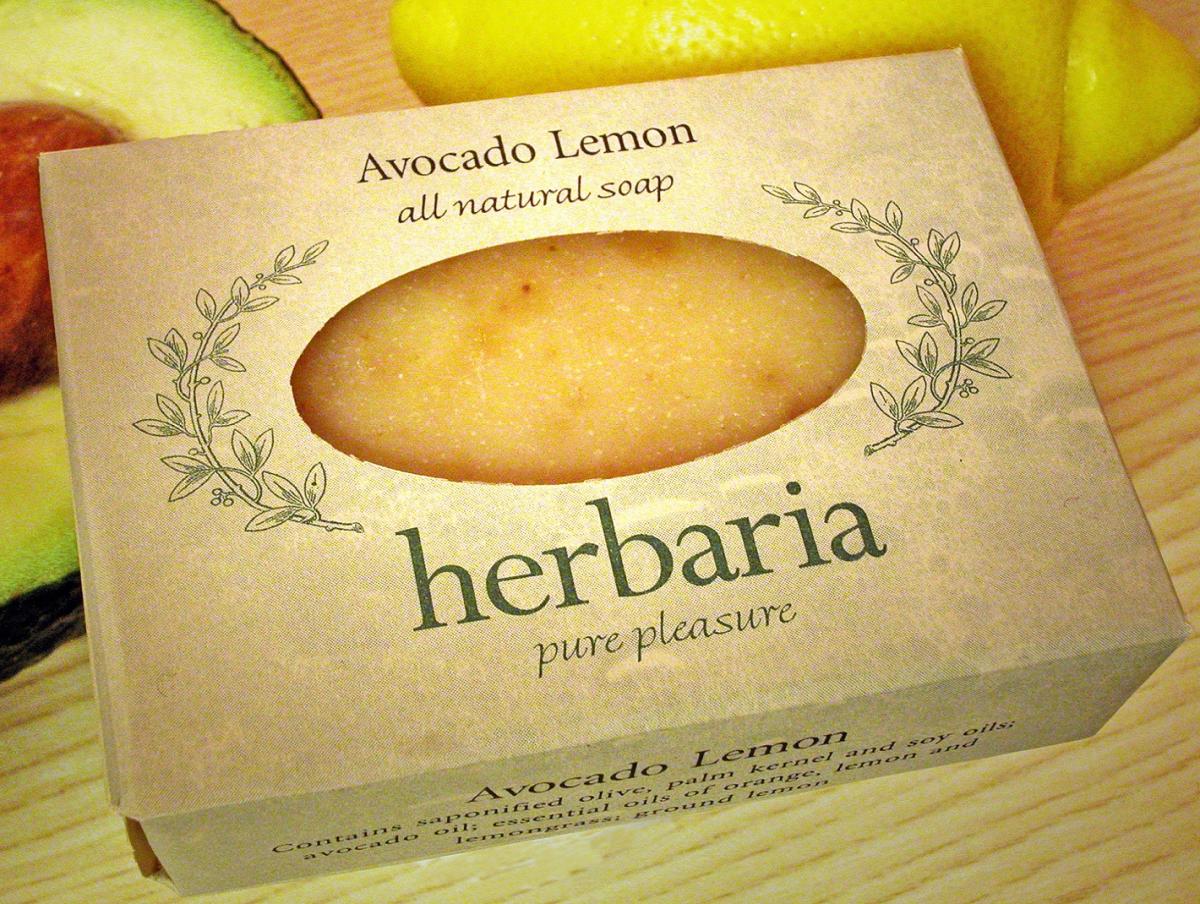 Avocado Lemon
all natural soap
herbaria
pure pleasure
Avocado Lemon
Contains saponified olive, palm kernel and soy oils;
avocado oil; essential oils of orange, lemon and
lemongrass; ground lemon